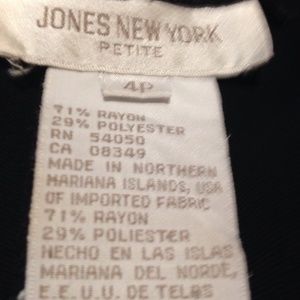 JONES NEW YORK
PETITE
4P
71% RAYON
29% POLYESTER
RN 54050
CA 08349
MADE IN NORTHERN
MARIANA ISLANDS, USA
OF IMPORTED FABRIC
71% RAYON
29% POLIESTER
HECHO EN LAS ISLAS
MARIANA DEL NORDE,
E.E.U.U. DE TELAS